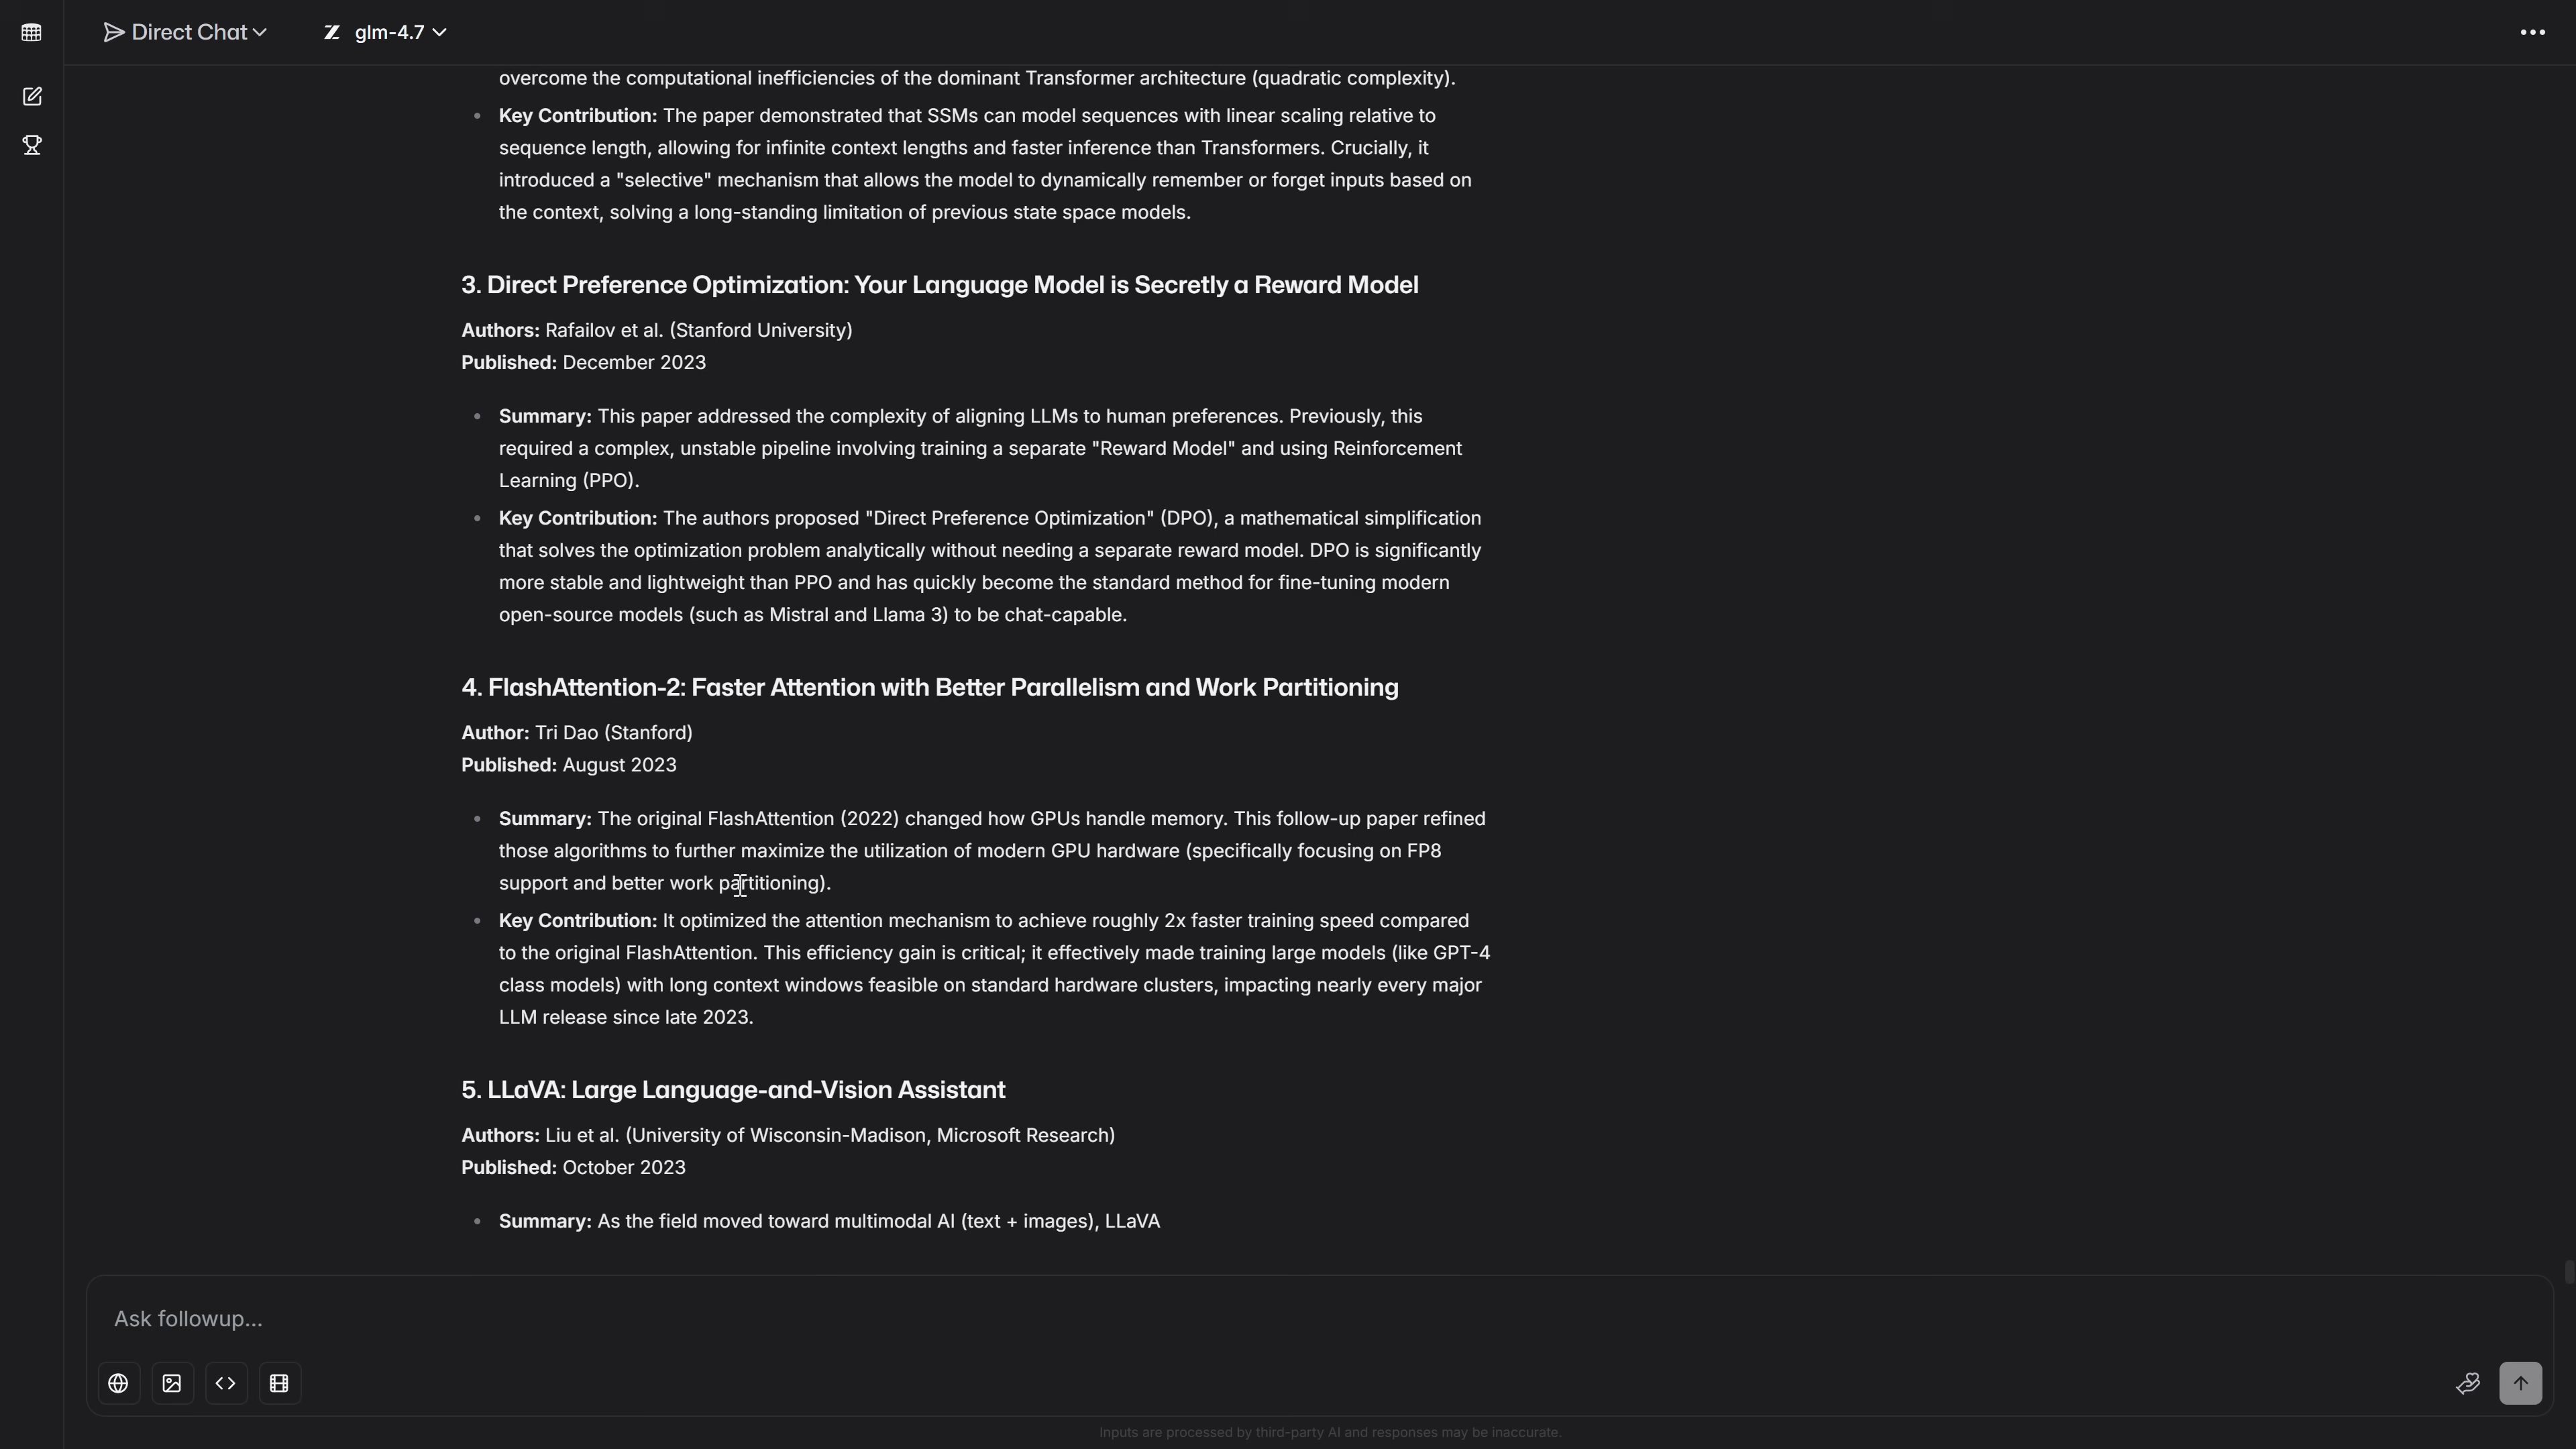 Direct Chat
glm-4.7
overcome the computational inefficiencies of the dominant Transformer architecture (quadratic complexity).
Key Contribution: The paper demonstrated that SSMs can model sequences with linear scaling relative to
sequence length, allowing for infinite context lengths and faster inference than Transformers. Crucially, it
introduced a "selective" mechanism that allows the model to dynamically remember or forget inputs based on
the context, solving a long-standing limitation of previous state space models.
3. Direct Preference Optimization: Your Language Model is Secretly a Reward Model
Authors: Rafailov et al. (Stanford University)
Published: December 2023
Summary: This paper addressed the complexity of aligning LLMs to human preferences. Previously, this
required a complex, unstable pipeline involving training a separate "Reward Model" and using Reinforcement
Learning (PPO).
Key Contribution: The authors proposed "Direct Preference Optimization" (DPO), a mathematical simplification
that solves the optimization problem analytically without needing a separate reward model. DPO is significantly
more stable and lightweight than PPO and has quickly become the standard method for fine-tuning modern
open-source models (such as Mistral and Llama 3) to be chat-capable.
4. FlashAttention-2: Faster Attention with Better Parallelism and Work Partitioning
Author: Tri Dao (Stanford)
Published: August 2023
Summary: The original FlashAttention (2022) changed how GPUs handle memory. This follow-up paper refined
those algorithms to further maximize the utilization of modern GPU hardware (specifically focusing on FP8
support and better work partitioning).
Key Contribution: It optimized the attention mechanism to achieve roughly 2x faster training speed compared
to the original FlashAttention. This efficiency gain is critical; it effectively made training large models (like GPT-4
class models) with long context windows feasible on standard hardware clusters, impacting nearly every major
LLM release since late 2023.
5. LLaVA: Large Language-and-Vision Assistant
Authors: Liu et al. (University of Wisconsin-Madison, Microsoft Research)
Published: October 2023
Summary: As the field moved toward multimodal AI (text + images), LLaVA
Ask followup...
Inputs are processed by third-party AI and responses may be inaccurate.